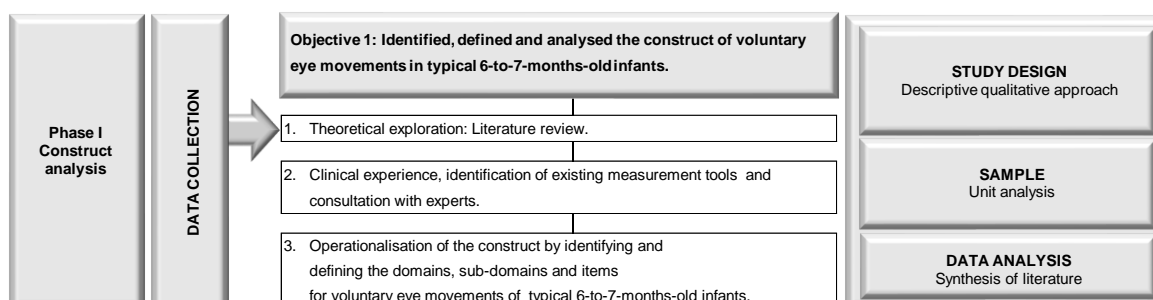 Phase I
Construct
analysis
DATA COLLECTION
Objective 1: Identified, defined and analysed the construct of voluntary
eye movements in typical 6-to-7-months-old infants.
1. Theoretical exploration: Literature review.
2. Clinical experience, identification of existing measurement tools and
consultation with experts.
3. Operationalisation of the construct by identifying and
defining the domains, sub-domains and items
for voluntary eye movements of typical 6-to-7-months-old infants.
STUDY DESIGN
Descriptive qualitative approach
SAMPLE
Unit analysis
DATA ANALYSIS
Synthesis of literature